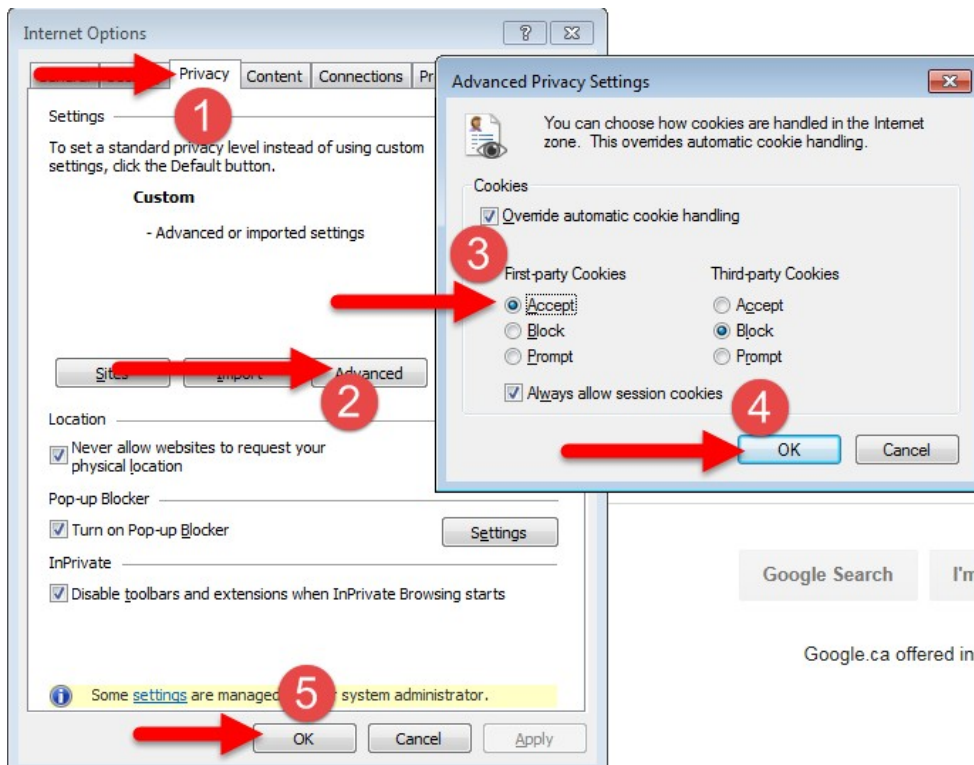 Internet Options
Privacy
Content
Connections
1
Settings
To set a standard privacy level instead of using custom
settings, click the Default button.
Custom
- Advanced or imported settings
Sites
Import
Advanced
2
Location
Never allow websites to request your
physical location
Pop-up Blocker
Turn on Pop-up Blocker
Settings
InPrivate
Disable toolbars and extensions when InPrivate Browsing starts
Some settings are managed system administrator.
5
OK
Cancel
Apply
Advanced Privacy Settings
You can choose how cookies are handled in the Internet
zone. This overrides automatic cookie handling.
Cookies
Override automatic cookie handling
3
First-party Cookies
Third-party Cookies
Accept
Accept
Block
Block
Prompt
Prompt
Always allow session cookies
4
OK
Cancel
Google Search
I'm
Google.ca offered in